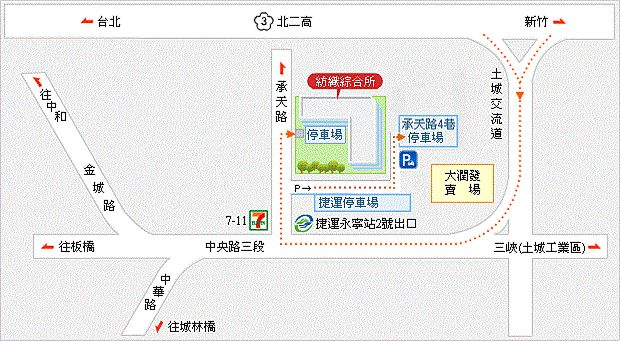 台北
3
北二高
新竹
往中和
金城路
承天路
紡織綜合所
停車場
承天路4巷
停車場
P
土城交流道
大潤發
賣 場
P→
捷運停車場
7-11
7
ELEVEN
捷運永寧站2號出口
往板橋
中央路三段
三峽(土城工業區)
中華路
往城林橋